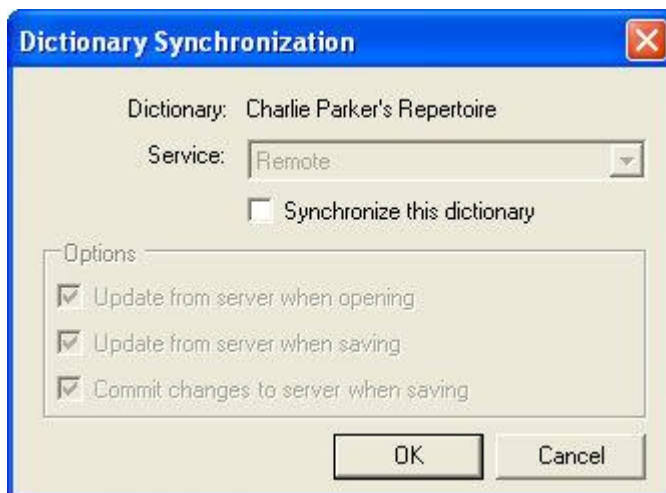 Dictionary Synchronization
Dictionary: Charlie Parker's Repertoire
Service: Remote
Synchronize this dictionary
Options
Update from server when opening
Update from server when saving
Commit changes to server when saving
OK Cancel